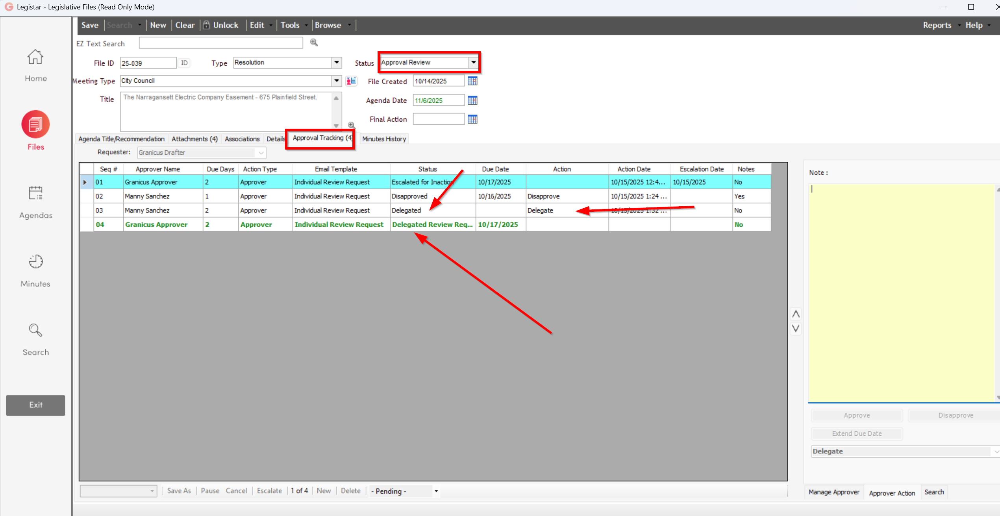 Legistar - Legislative Files (Read Only Mode)
Save Search New Clear Unlock Edit Tools Browse Reports Help
EZ Text Search
File ID 25-039 ID Type Resolution Status Approval Review
Meeting Type City Council File Created 10/14/2025
Title The Narragansett Electric Company Easement - 675 Plainfield Street.
Agenda Date 11/6/2025
Final Action
Agenda Title/Recommendation Attachments (4) Associations Details Approval Tracking (4) Minutes History
Requester: Granicus Drafter
Seq # Approver Name Due Days Action Type Email Template Status Due Date Action Action Date Escalation Date Notes
01 Granicus Approver 2 Approver Individual Review Request Escalated for Inaction 10/17/2025 10/15/2025 12:4... 10/15/2025 No
02 Manny Sanchez 1 Approver Individual Review Request Disapproved 10/16/2025 Disapprove 10/15/2025 1:24 ... Yes
03 Manny Sanchez 2 Approver Individual Review Request Delegated Delegate 10/15/2025 1:32 ... No
04 Granicus Approver 2 Approver Individual Review Request Delegated Review Req... 10/17/2025 No
Home
Files
Agendas
Minutes
Search
Exit
Note :
Approve Disapprove
Extend Due Date
Delegate
Save As Pause Cancel Escalate 1 of 4 New Delete - Pending -
Manage Approver Approver Action Search